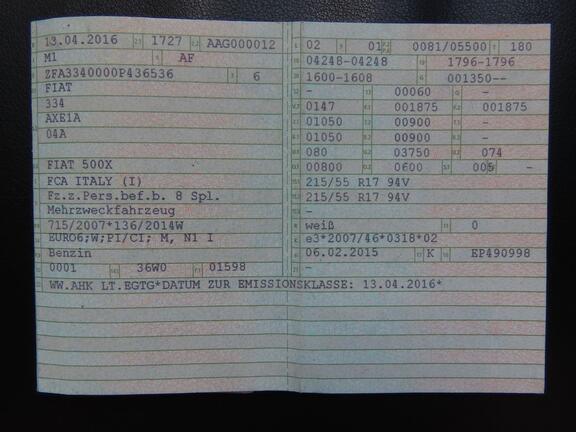 13.04.2016 1727 AAG000012
M1 AF
ZFA3340000P436536 6
FIAT
334
AXE1A
04A
FIAT 500X
FCA ITALY (I)
Fz.z.Pers.bef.b. 8 Spl.
Mehrzweckfahrzeug
715/2007*136/2014W
EURO6;W;PI/CI; M, N1 I
Benzin
0001 36W0 01598
02 01 0081/05500 180
04248-04248 1796-1796
1600-1608 001350--
- 00060 -
0147 001875 001875
01050 00900 -
01050 00900 -
080 03750 074
00800 0600 005 -
215/55 R17 94V
215/55 R17 94V
-
weiß 0
e3*2007/46*0318*02
06.02.2015 K EP490998
-
WW.AHK LT.EGTG*DATUM ZUR EMISSIONSKLASSE: 13.04.2016*